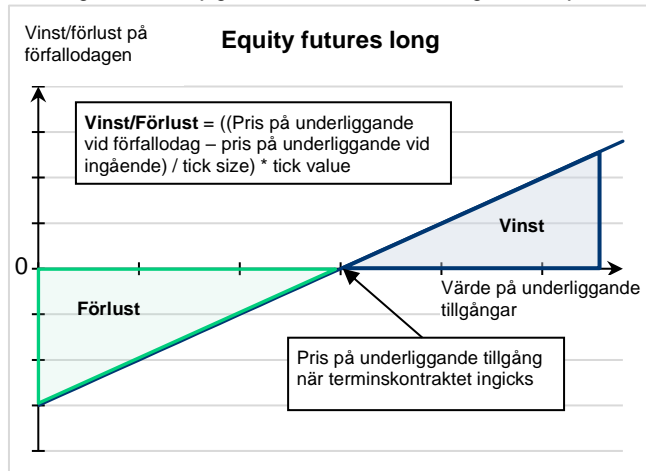 Vinst/förlust på
förfallodagen
Equity futures long
Vinst/Förlust = ((Pris på underliggande
vid förfallodag – pris på underliggande vid
ingående) / tick size) * tick value
Vinst
0
Värde på underliggande
tillgångar
Förlust
Pris på underliggande tillgång
när terminskontraktet ingicks